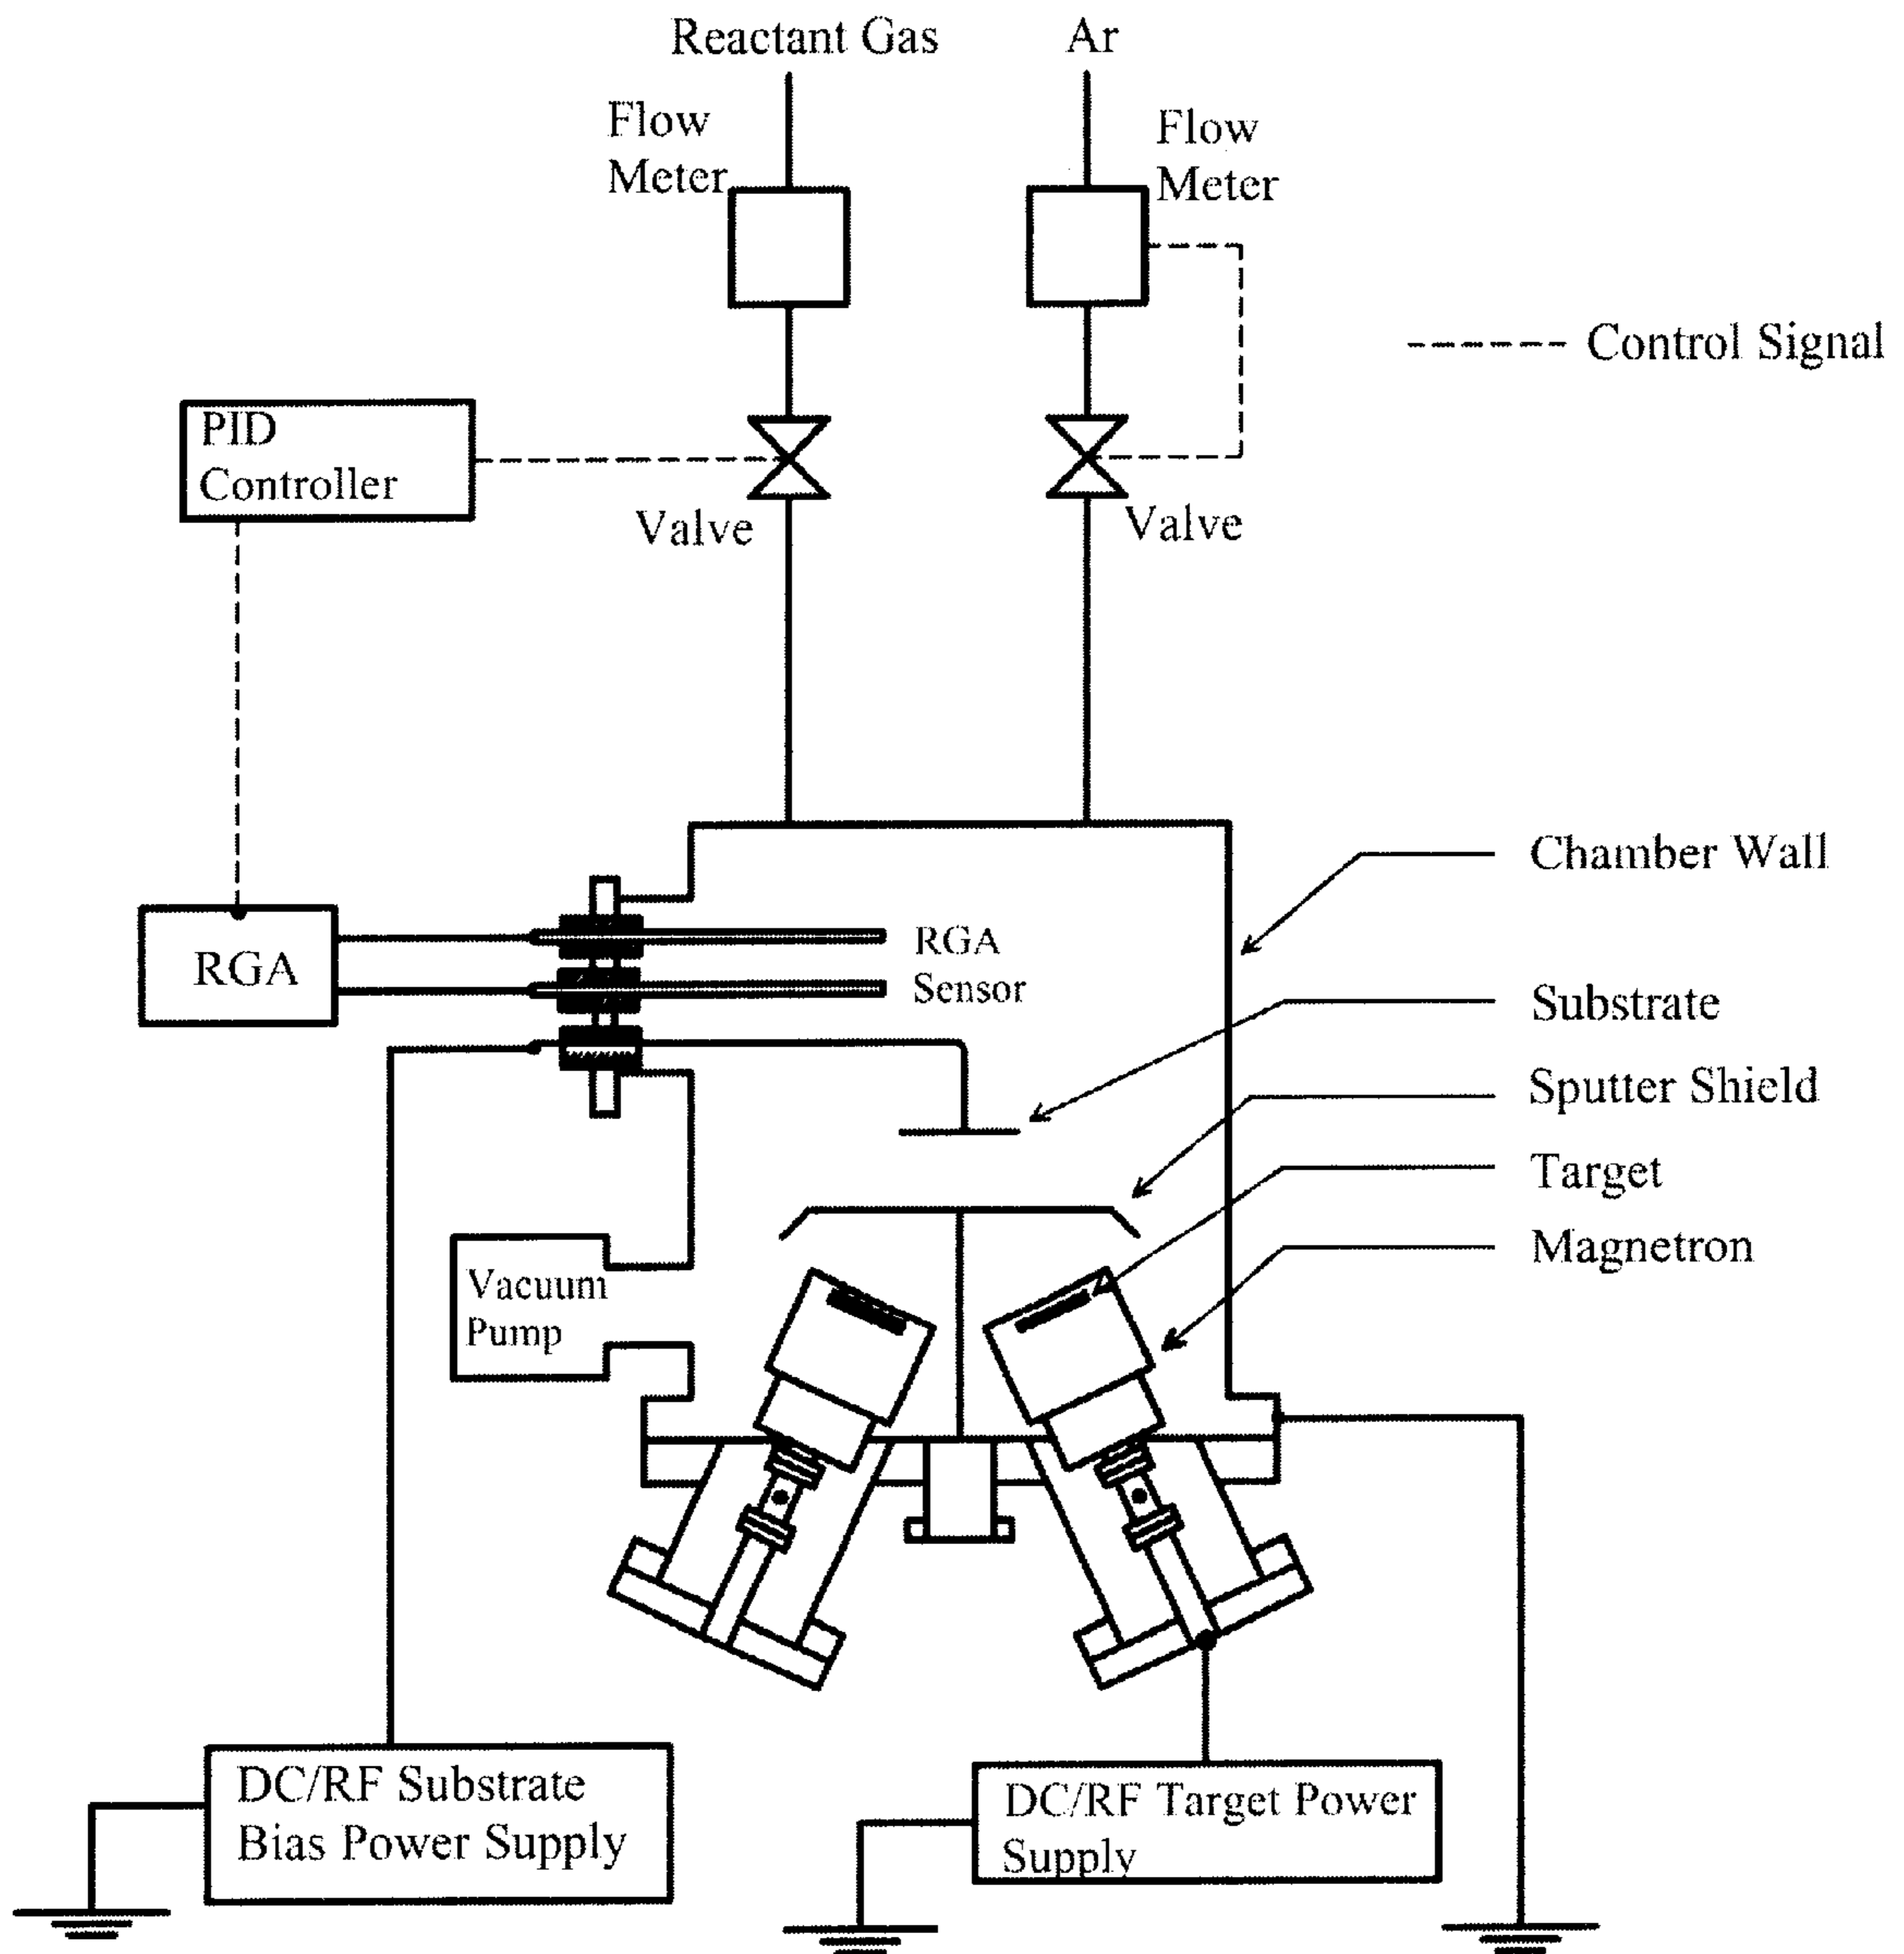 Reactant Gas
Ar
Flow
Meter
Flow
Meter
Control Signal
PID
Controller
Valve
Valve
Chamber Wall
RGA
RGA
Sensor
Substrate
Sputter Shield
Target
Magnetron
Vacuum
Pump
DC/RF Substrate
Bias Power Supply
DC/RF Target Power
Supply